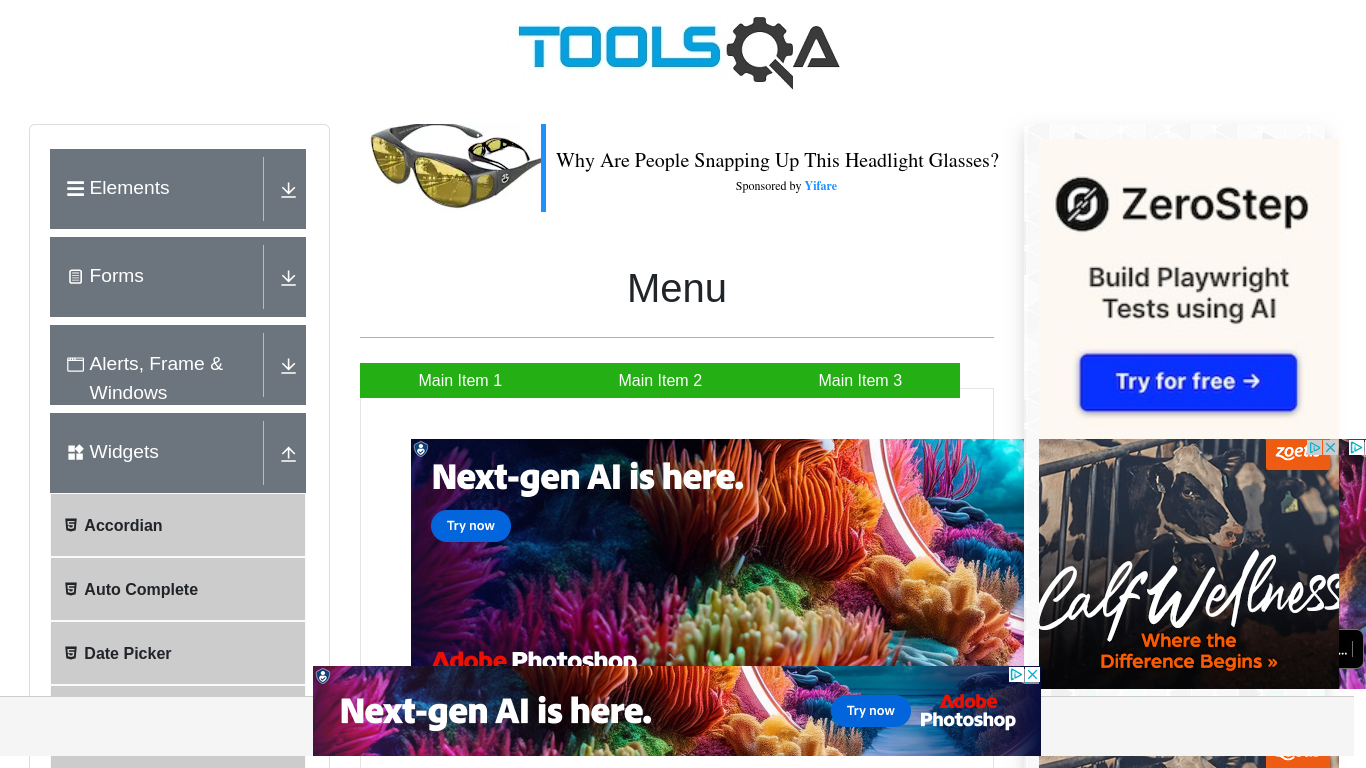 TOOLSQA
Elements
Forms
Alerts, Frame &
Windows
Widgets
Accordian
Auto Complete
Date Picker
Why Are People Snapping Up This Headlight Glasses?
Sponsored by Yifare
Menu
Main Item 1
Main Item 2
Main Item 3
Next-gen AI is here.
Try now
Adobe Photoshop
ZeroStep
Build Playwright
Tests using AI
Try for free →
Calf Wellness
Where the
Difference Begins »
...
Next-gen AI is here.
Try now
Adobe
Photoshop